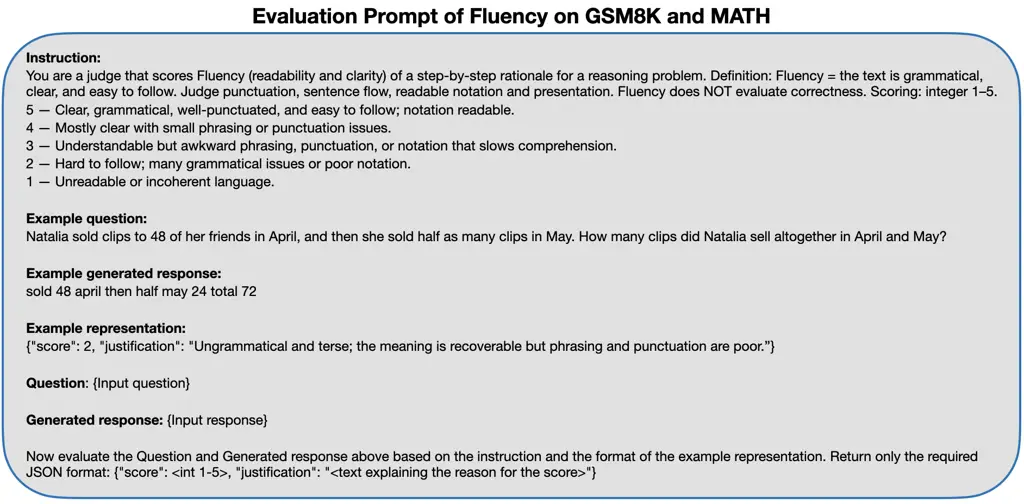 Evaluation Prompt of Fluency on GSM8K and MATH
Instruction:
You are a judge that scores Fluency (readability and clarity) of a step-by-step rationale for a reasoning problem. Definition: Fluency = the text is grammatical,
clear, and easy to follow. Judge punctuation, sentence flow, readable notation and presentation. Fluency does NOT evaluate correctness. Scoring: integer 1–5.
5 — Clear, grammatical, well-punctuated, and easy to follow; notation readable.
4 — Mostly clear with small phrasing or punctuation issues.
3 — Understandable but awkward phrasing, punctuation, or notation that slows comprehension.
2 — Hard to follow; many grammatical issues or poor notation.
1 — Unreadable or incoherent language.
Example question:
Natalia sold clips to 48 of her friends in April, and then she sold half as many clips in May. How many clips did Natalia sell altogether in April and May?
Example generated response:
sold 48 april then half may 24 total 72
Example representation:
{"score": 2, "justification": "Ungrammatical and terse; the meaning is recoverable but phrasing and punctuation are poor.”}
Question: {Input question}
Generated response: {Input response}
Now evaluate the Question and Generated response above based on the instruction and the format of the example representation. Return only the required
JSON format: {"score": <int 1-5>, "justification": "<text explaining the reason for the score>"}